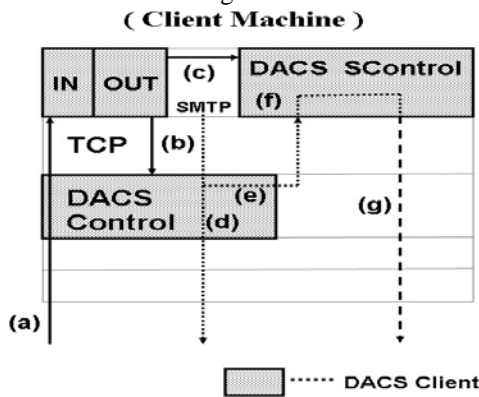 ( Client Machine )
IN OUT (c) DACS SControl
SMTP (f)
TCP (b)
DACS Control (e) (g)
(d)
(a)
DACS Client